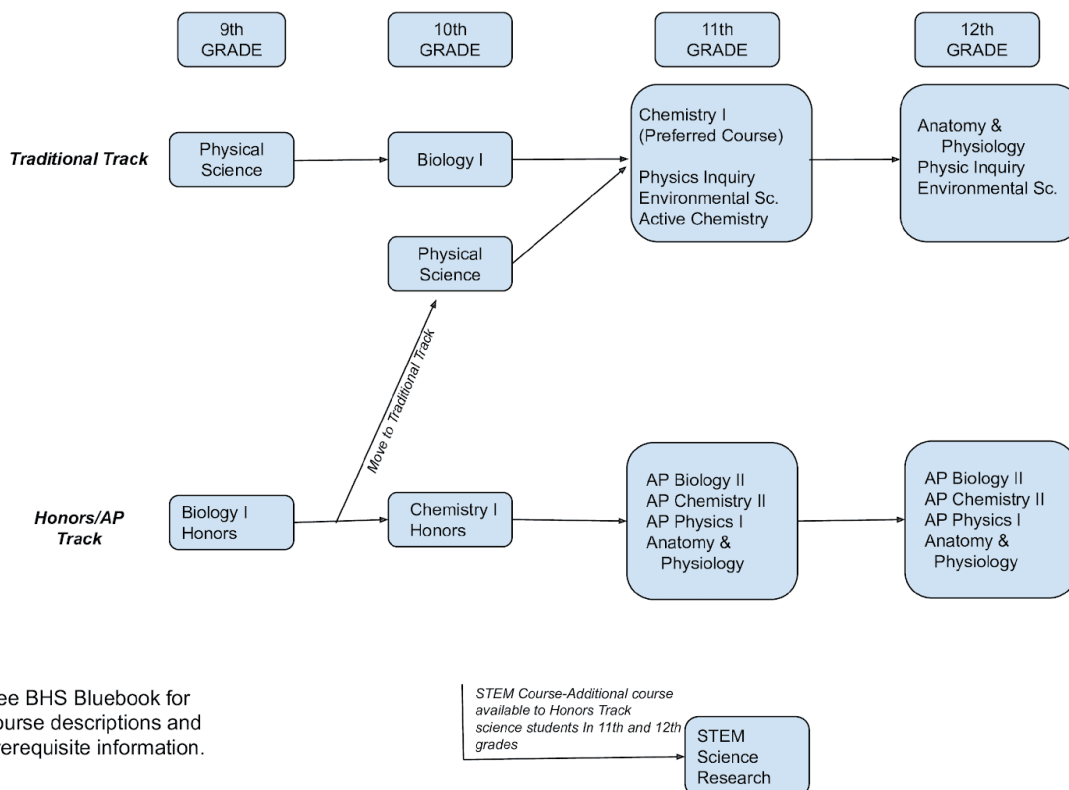 9th
GRADE
10th
GRADE
11th
GRADE
12th
GRADE
Traditional Track
Physical
Science
Biology I
Chemistry I
(Preferred Course)
Physics Inquiry
Environmental Sc.
Active Chemistry
Anatomy &
Physiology
Physic Inquiry
Environmental Sc.
Physical
Science
Move to Traditional Track
Honors/AP
Track
Biology I
Honors
Chemistry I
Honors
AP Biology II
AP Chemistry II
AP Physics I
Anatomy &
Physiology
AP Biology II
AP Chemistry II
AP Physics I
Anatomy &
Physiology
ee BHS Bluebook for
ourse descriptions and
rerequisite information.
STEM Course-Additional course
available to Honors Track
science students In 11th and 12th
grades
STEM
Science
Research